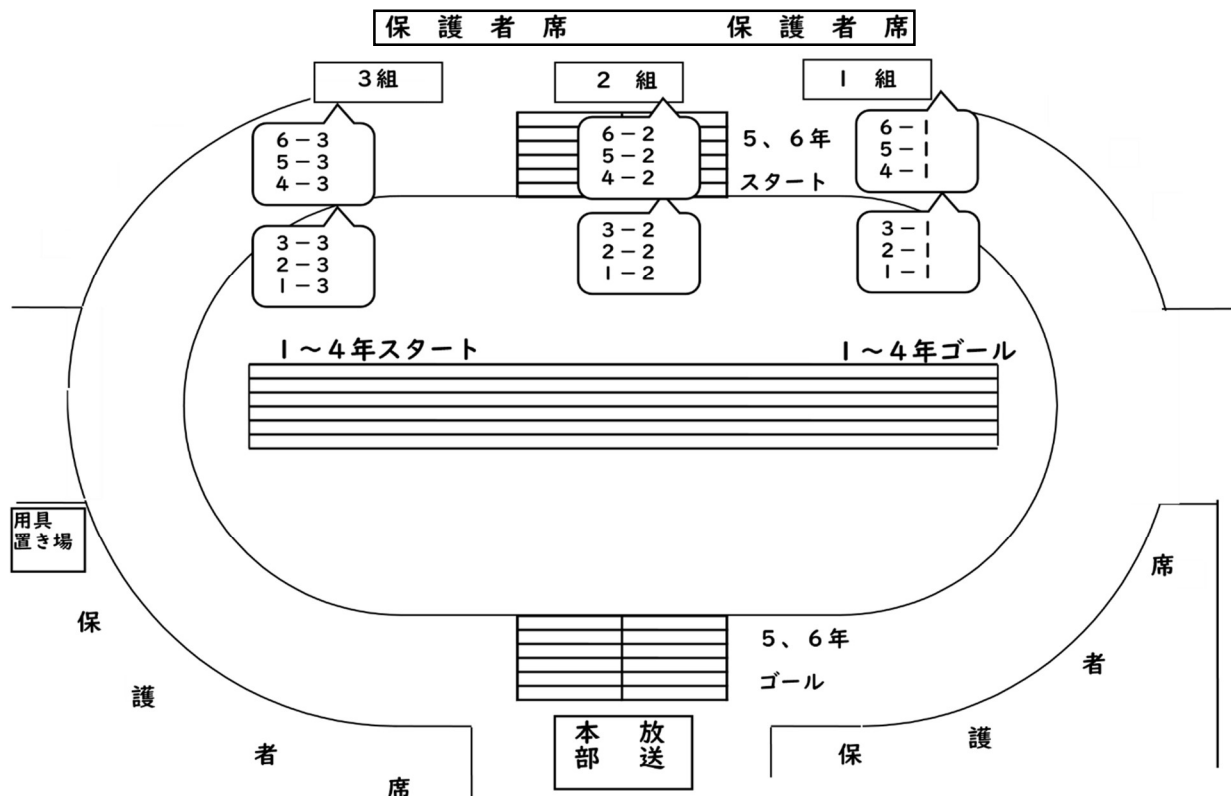 保護者席 保護者席
3組
2 組
1 組
6-3
5-3
4-3
6-2
5-2
4-2
5、6年
スタート
6-1
5-1
4-1
3-3
2-3
1-3
3-2
2-2
1-2
3-1
2-1
1-1
1~4年スタート
1~4年ゴール
用具
置き場
5、6年
ゴール
本 放
部 送
保護者席
保護者席